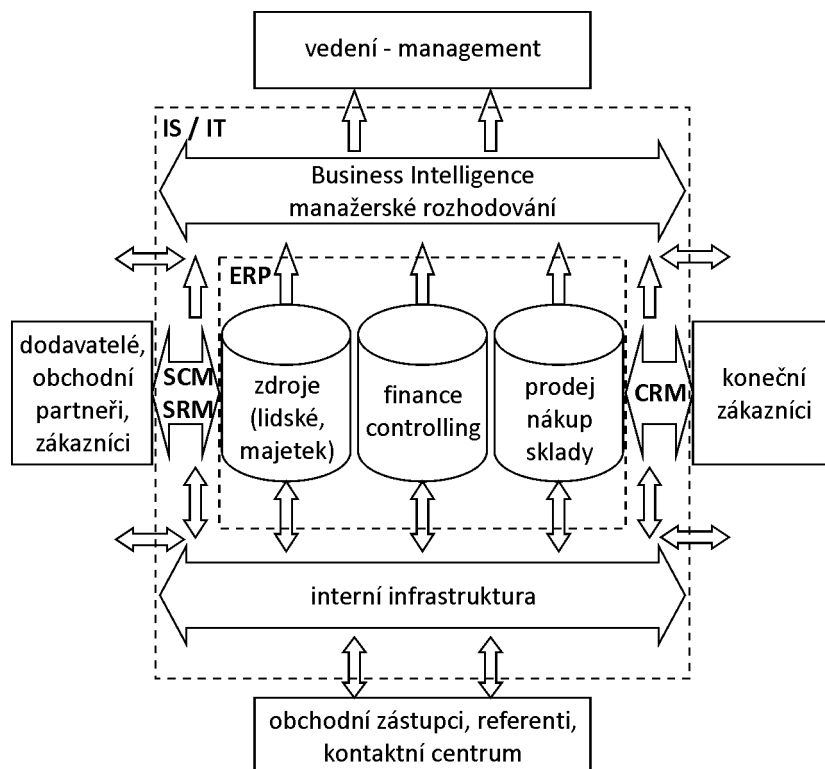 vedení - management
IS / IT
Business Intelligence
manažerské rozhodování
ERP
dodavatelé,
obchodní
partneři,
zákazníci
SCM
SRM
zdroje
(lidské,
majetek)
finance
controlling
prodej
nákup
sklady
CRM
koneční
zákazníci
interní infrastruktura
obchodní zástupci, referenti,
kontaktní centrum